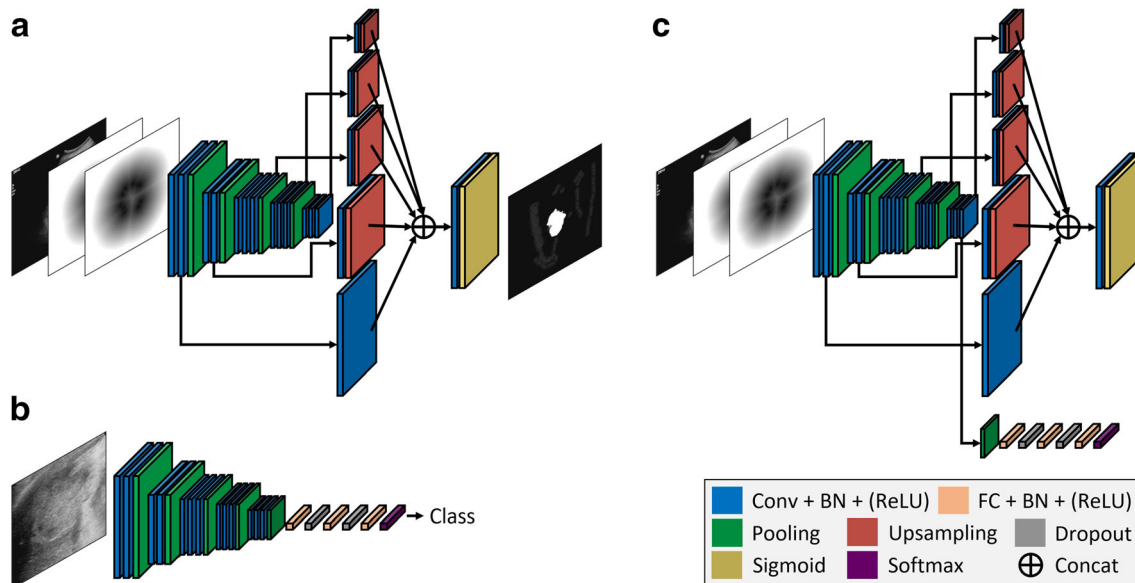 a
c
b
Class
Conv + BN + (ReLU)
FC + BN + (ReLU)
Pooling
Upsampling
Dropout
Sigmoid
Softmax
Concat